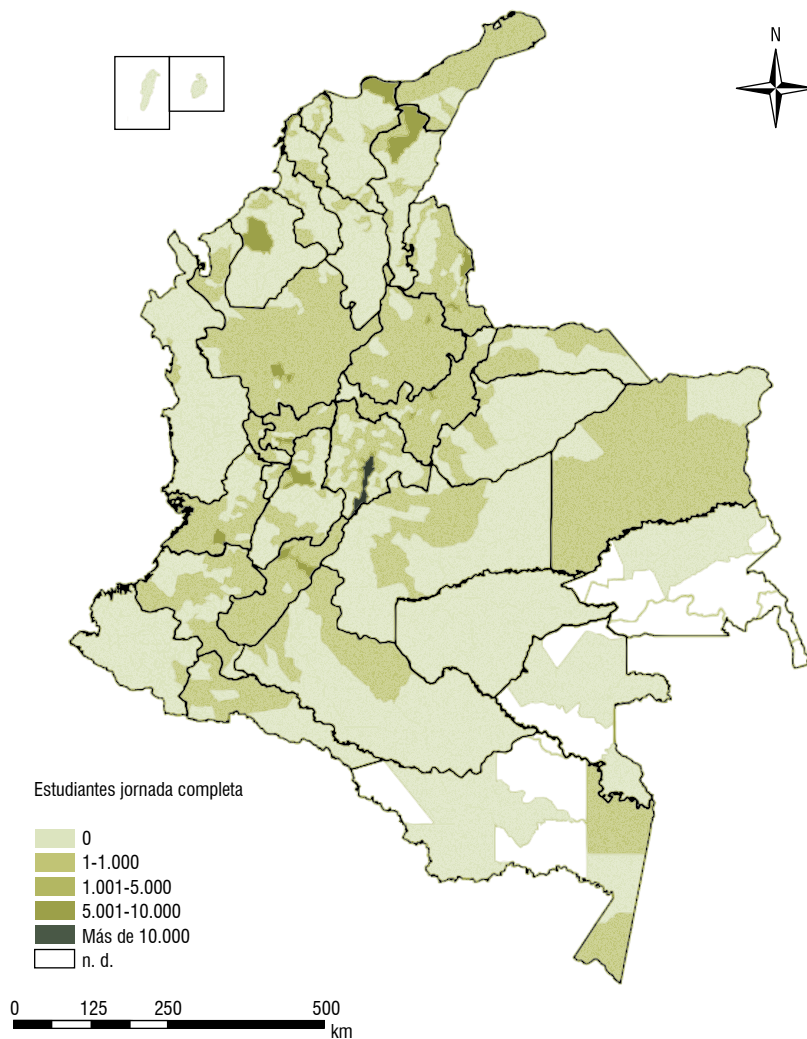 N
Estudiantes jornada completa
0
1-1.000
1.001-5.000
5.001-10.000
Más de 10.000
n. d.
0 125 250 500
km